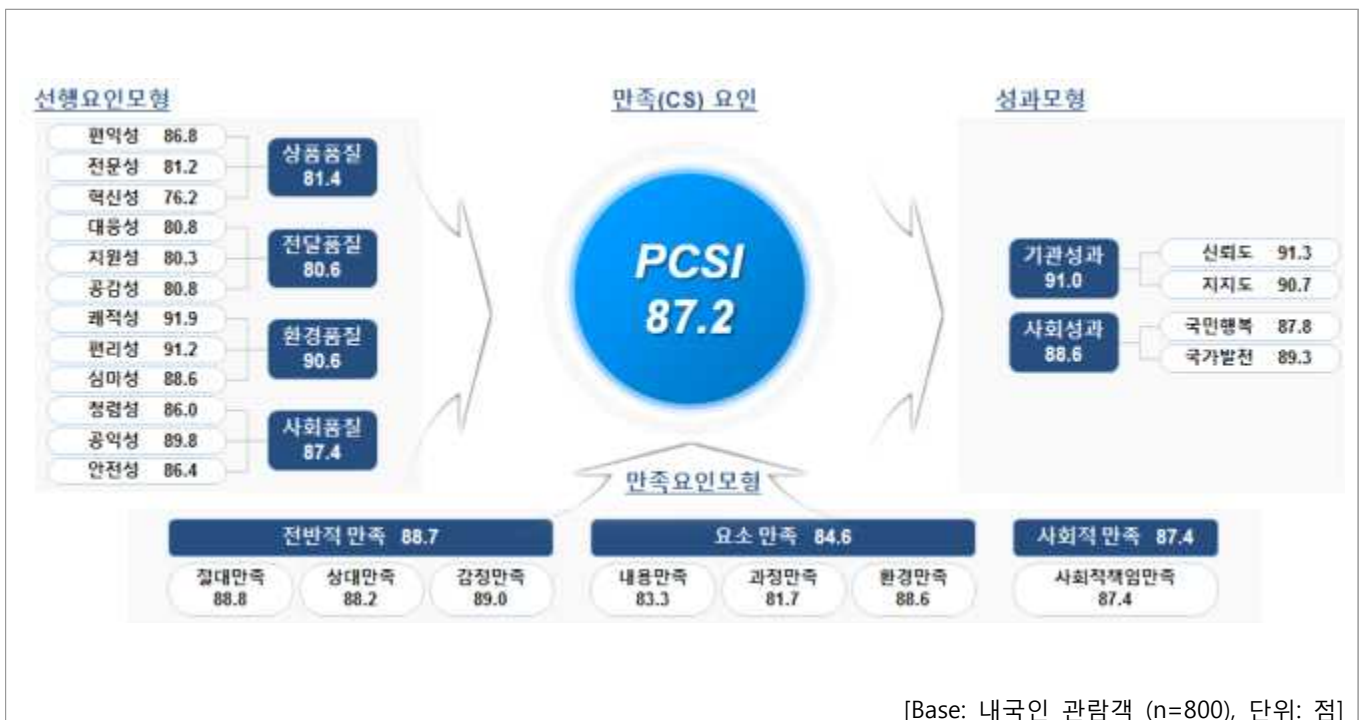 선행요인모형
만족(CS) 요인
성과모형
편익성 86.8
전문성 81.2
혁신성 76.2
상품품질
81.4
대응성 80.8
지원성 80.3
공감성 80.8
전달품질
80.6
쾌적성 91.9
편리성 91.2
심미성 88.6
환경품질
90.6
청렴성 86.0
공익성 89.8
안전성 86.4
사회품질
87.4
PCSI
87.2
기관성과
91.0
신뢰도 91.3
지지도 90.7
사회성과
88.6
국민행복 87.8
국가발전 89.3
만족요인모형
전반적 만족 88.7
절대만족
88.8
상대만족
88.2
감정만족
89.0
요소 만족 84.6
내용만족
83.3
과정만족
81.7
환경만족
88.6
사회적 만족 87.4
사회적책임만족
87.4
[Base: 내국인 관람객 (n=800), 단위: 점]